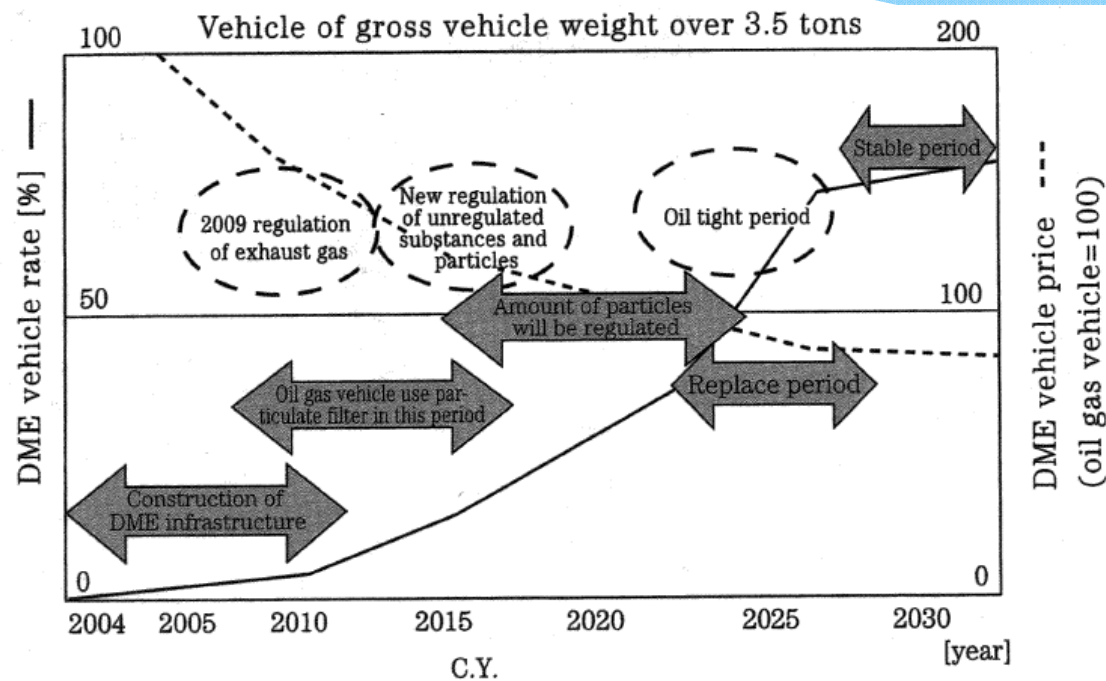 Vehicle of gross vehicle weight over 3.5 tons
100
200
DME vehicle rate [%]
Stable period
New regulation
of unregulated
substances and
particles
2009 regulation
of exhaust gas
Oil tight period
50
100
Amount of particles
will be regulated
Replace period
Oil gas vehicle use par-
ticulate filter in this period
Construction of
DME infrastructure
DME vehicle price
(oil gas vehicle=100)
0
0
2004 2005 2010 2015 2020 2025 2030
[year]
C.Y.